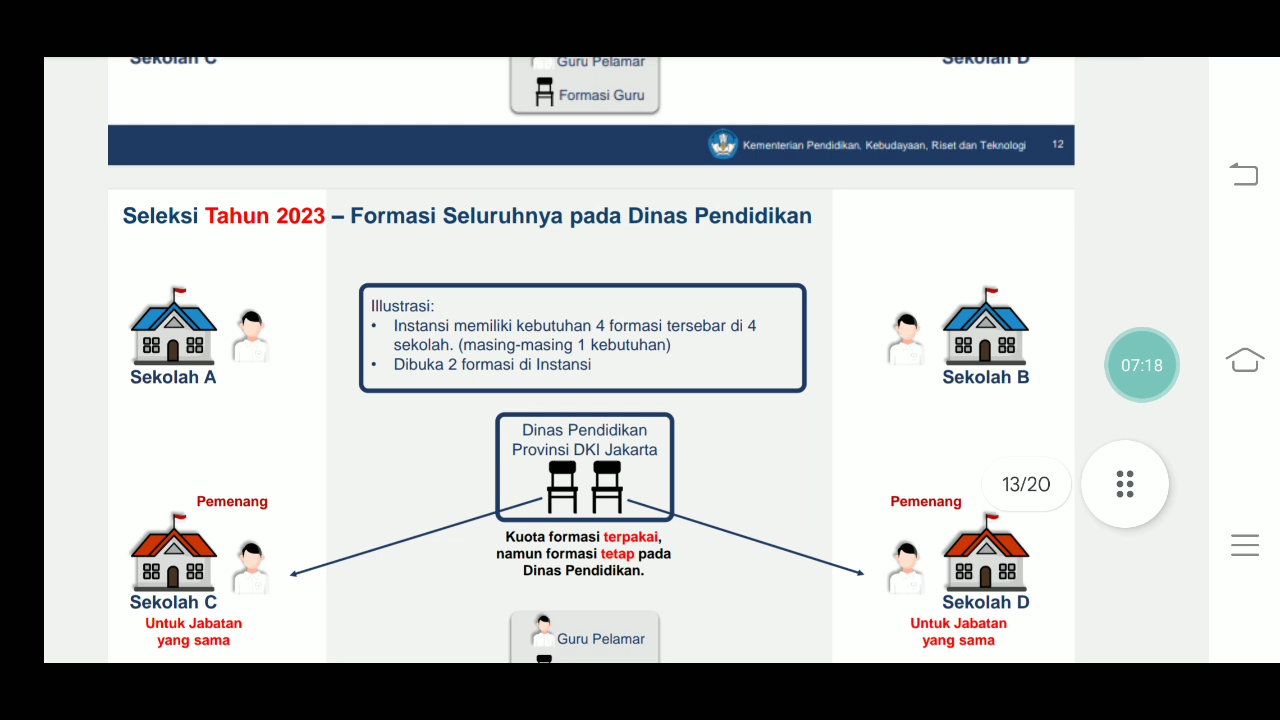 Sekolah C
Sekolah D
Guru Pelamar
Formasi Guru
Kementerian Pendidikan, Kebudayaan, Riset dan Teknologi 12
Seleksi Tahun 2023 – Formasi Seluruhnya pada Dinas Pendidikan
Illustrasi:
• Instansi memiliki kebutuhan 4 formasi tersebar di 4
sekolah. (masing-masing 1 kebutuhan)
• Dibuka 2 formasi di Instansi
Sekolah A
Sekolah B
07:18
Dinas Pendidikan
Provinsi DKI Jakarta
13/20
Pemenang
Pemenang
Kuota formasi terpakai,
namun formasi tetap pada
Dinas Pendidikan.
Sekolah C
Untuk Jabatan
yang sama
Sekolah D
Untuk Jabatan
yang sama
Guru Pelamar